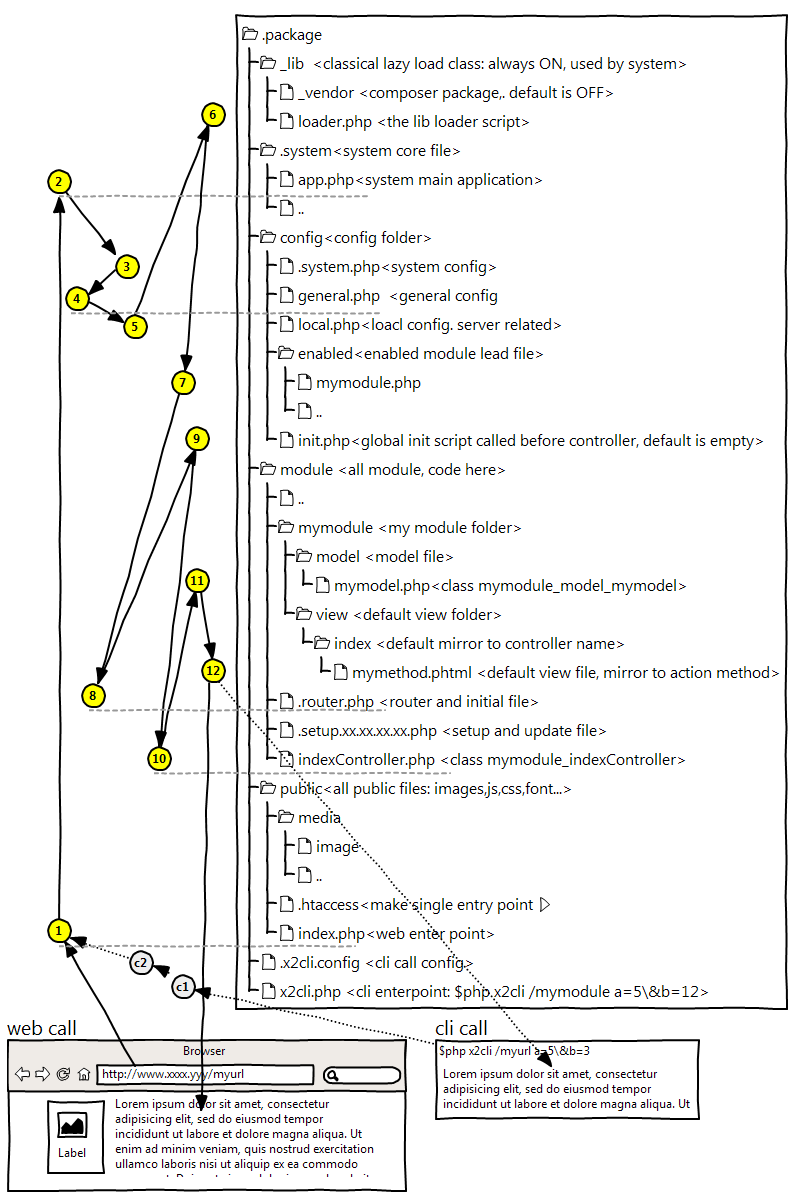 .package
_lib <classical lazy load class: always ON, used by system>
_vendor <composer package,. default is OFF>
6
loader.php <the lib loader script>
.system<system core file>
2
app.php<system main application>
..
config<config folder>
3
.system.php<system config>
4
general.php <general config
5
local.php<loacl config. server related>
enabled<enabled module lead file>
7
mymodule.php
..
9
init.php<global init script called before controller, default is empty>
module <all module, code here>
..
mymodule <my module folder>
model <model file>
11
mymodel.php<class mymodule_model_mymodel>
view <default view folder>
index <default mirror to controller name>
12
mymethod.phtml <default view file, mirror to action method>
8
.router.php <router and initial file>
.setup.xx.xx.xx.xx.php <setup and update file>
10
indexController.php <class mymodule_indexController>
public<all public files: images,js,css,font...>
media
image
..
.htaccess<make single entry point
1
index.php<web enter point>
c2
.x2cli.config <cli call config>
c1
x2cli.php <cli enterpoint: $php.x2cli /mymodule a=5\&b=12>
web call
Browser
http://www.xxxx.yyy/myurl
Label
Lorem ipsum dolor sit amet, consectetur
adipisicing elit, sed do eiusmod tempor
incididunt ut labore et dolore magna aliqua. Ut
enim ad minim veniam, quis nostrud exercitation
ullamco laboris nisi ut aliquip ex ea commodo
cli call
$php x2cli /myurl a=5\&b=3
Lorem ipsum dolor sit amet, consectetur
adipisicing elit, sed do eiusmod tempor
incididunt ut labore et dolore magna aliqua. Ut